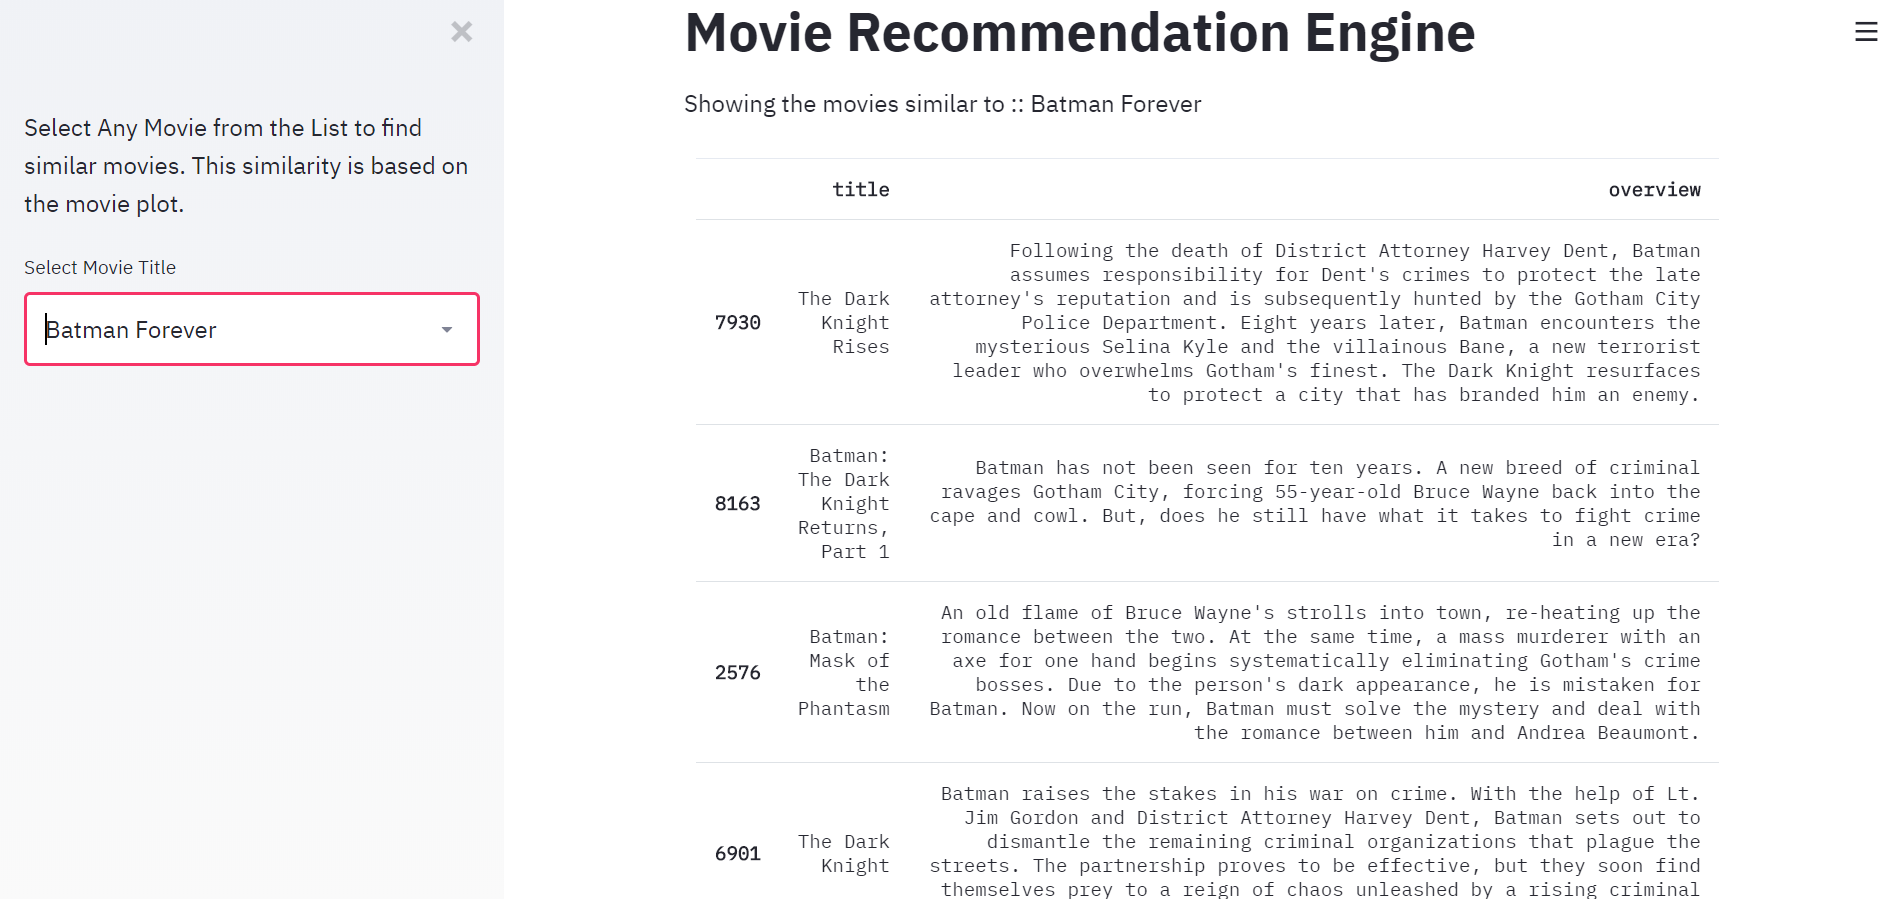 Select Any Movie from the List to find
similar movies. This similarity is based on
the movie plot.
Select Movie Title
Batman Forever
Movie Recommendation Engine
Showing the movies similar to :: Batman Forever
title overview
7930
The Dark
Knight
Rises
Following the death of District Attorney Harvey Dent, Batman
assumes responsibility for Dent's crimes to protect the late
attorney's reputation and is subsequently hunted by the Gotham City
Police Department. Eight years later, Batman encounters the
mysterious Selina Kyle and the villainous Bane, a new terrorist
leader who overwhelms Gotham's finest. The Dark Knight resurfaces
to protect a city that has branded him an enemy.
8163
Batman:
The Dark
Knight
Returns,
Part 1
Batman has not been seen for ten years. A new breed of criminal
ravages Gotham City, forcing 55-year-old Bruce Wayne back into the
cape and cowl. But, does he still have what it takes to fight crime
in a new era?
2576
Batman:
Mask of
the
Phantasm
An old flame of Bruce Wayne's strolls into town, re-heating up the
romance between the two. At the same time, a mass murderer with an
axe for one hand begins systematically eliminating Gotham's crime
bosses. Due to the person's dark appearance, he is mistaken for
Batman. Now on the run, Batman must solve the mystery and deal with
the romance between him and Andrea Beaumont.
6901
The Dark
Knight
Batman raises the stakes in his war on crime. With the help of Lt.
Jim Gordon and District Attorney Harvey Dent, Batman sets out to
dismantle the remaining criminal organizations that plague the
streets. The partnership proves to be effective, but they soon find
themselves prey to a reign of chaos unleashed by a rising criminal